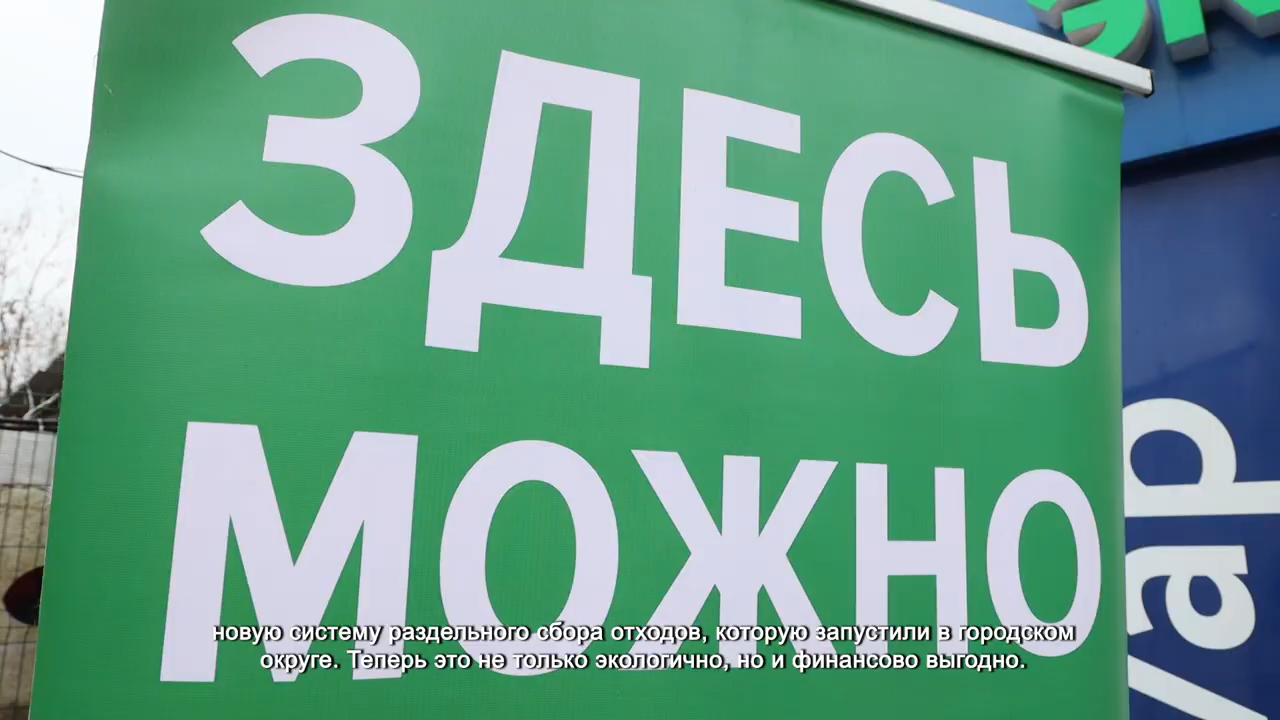 ЗДЕСЬ
МОЖНО
новую систему раздельного сбора отходов, которую запустили в городском
округе. Теперь это не только экологично, но и финансово выгодно.